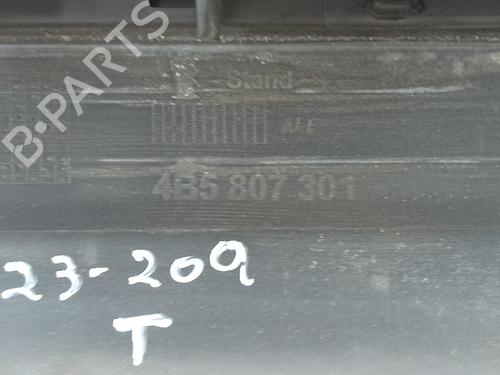 B-PARTS
K - Stand
4B5 807 301
23-209
T